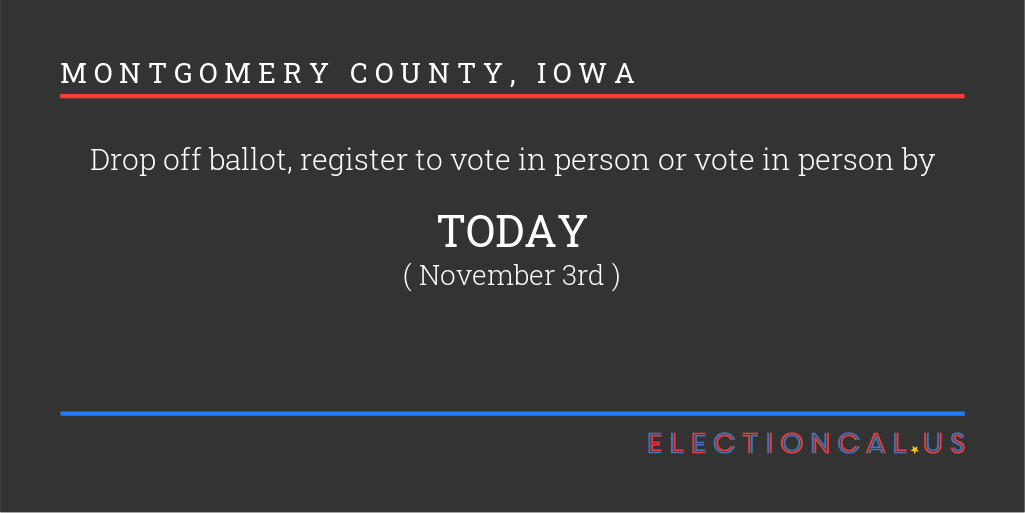 MONTGOMERY COUNTY, IOWA
Drop off ballot, register to vote in person or vote in person by
TODAY
( November 3rd )
ELECTIONCAL.US